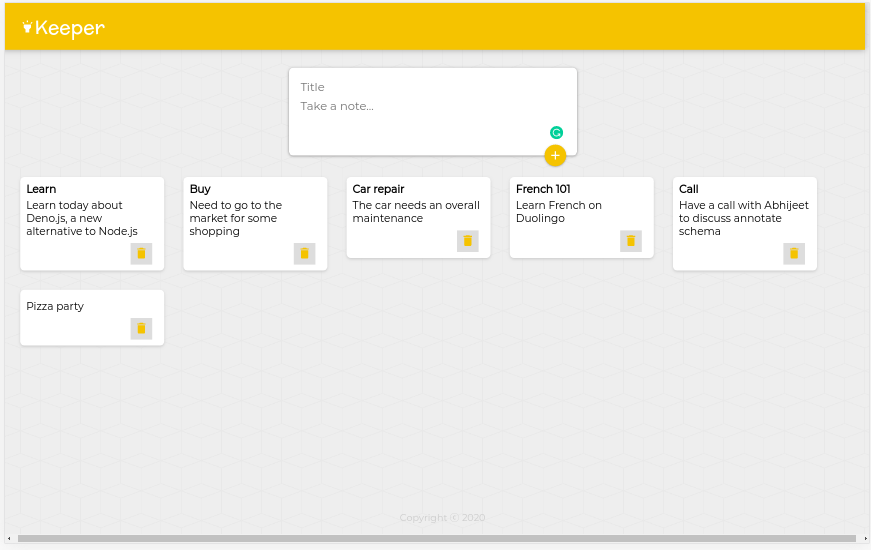 Keeper
Title
Take a note...
Learn
Learn today about
Deno.js, a new
alternative to Node.js
Buy
Need to go to the
market for some
shopping
Car repair
The car needs an overall
maintenance
French 101
Learn French on
Duolingo
Call
Have a call with Abhijeet
to discuss annotate
schema
Pizza party
Copyright © 2020